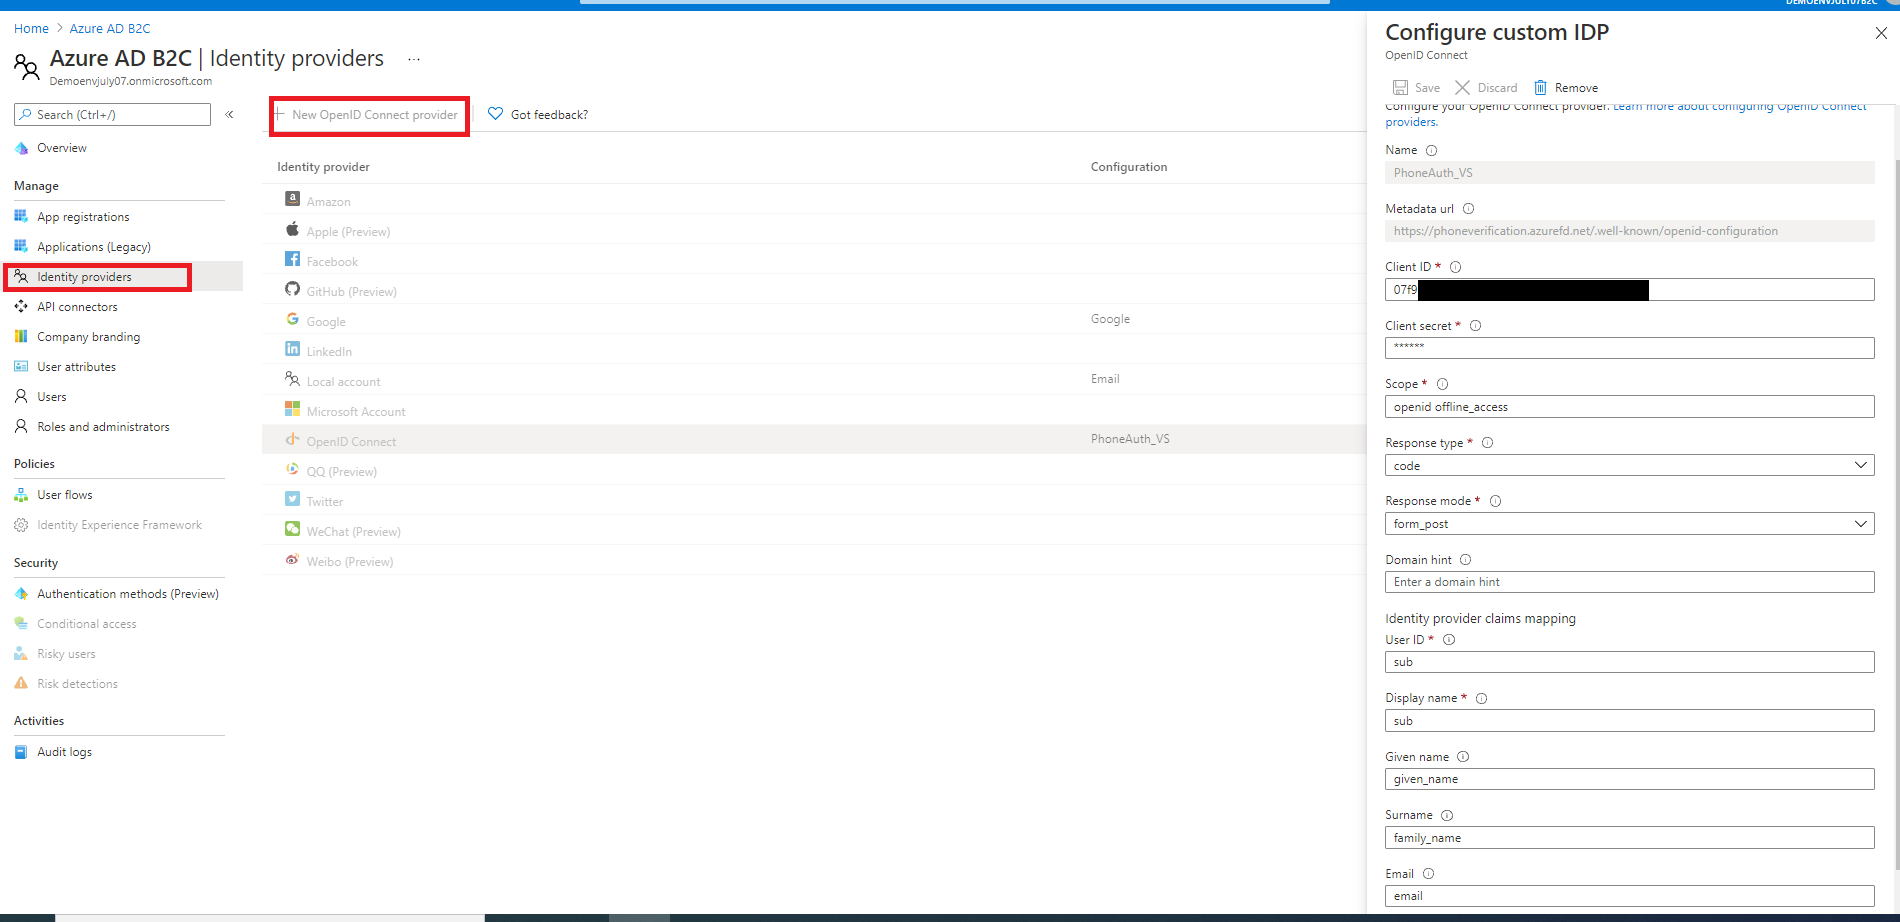 DEMOENVJULY07B2C
Home > Azure AD B2C
Azure AD B2C | Identity providers ...
Demoenvjuly07.onmicrosoft.com
Search (Ctrl+/) «
Overview
Manage
App registrations
Applications (Legacy)
Identity providers
API connectors
Company branding
User attributes
Users
Roles and administrators
Policies
User flows
Identity Experience Framework
Security
Authentication methods (Preview)
Conditional access
Risky users
Risk detections
Activities
Audit logs
+ New OpenID Connect provider Got feedback?
Identity provider Configuration
Amazon
Apple (Preview)
Facebook
GitHub (Preview)
Google Google
LinkedIn
Local account Email
Microsoft Account
OpenID Connect PhoneAuth_VS
QQ (Preview)
Twitter
WeChat (Preview)
Weibo (Preview)
Configure custom IDP
OpenID Connect
Save Discard Remove
Configure your OpenID Connect provider. Learn more about configuring OpenID Connect
providers.
Name
PhoneAuth_VS
Metadata url
https://phoneverification.azurefd.net/.well-known/openid-configuration
Client ID *
07f9
Client secret *
******
Scope *
openid offline_access
Response type *
code
Response mode *
form_post
Domain hint
Enter a domain hint
Identity provider claims mapping
User ID *
sub
Display name *
sub
Given name
given_name
Surname
family_name
Email
email